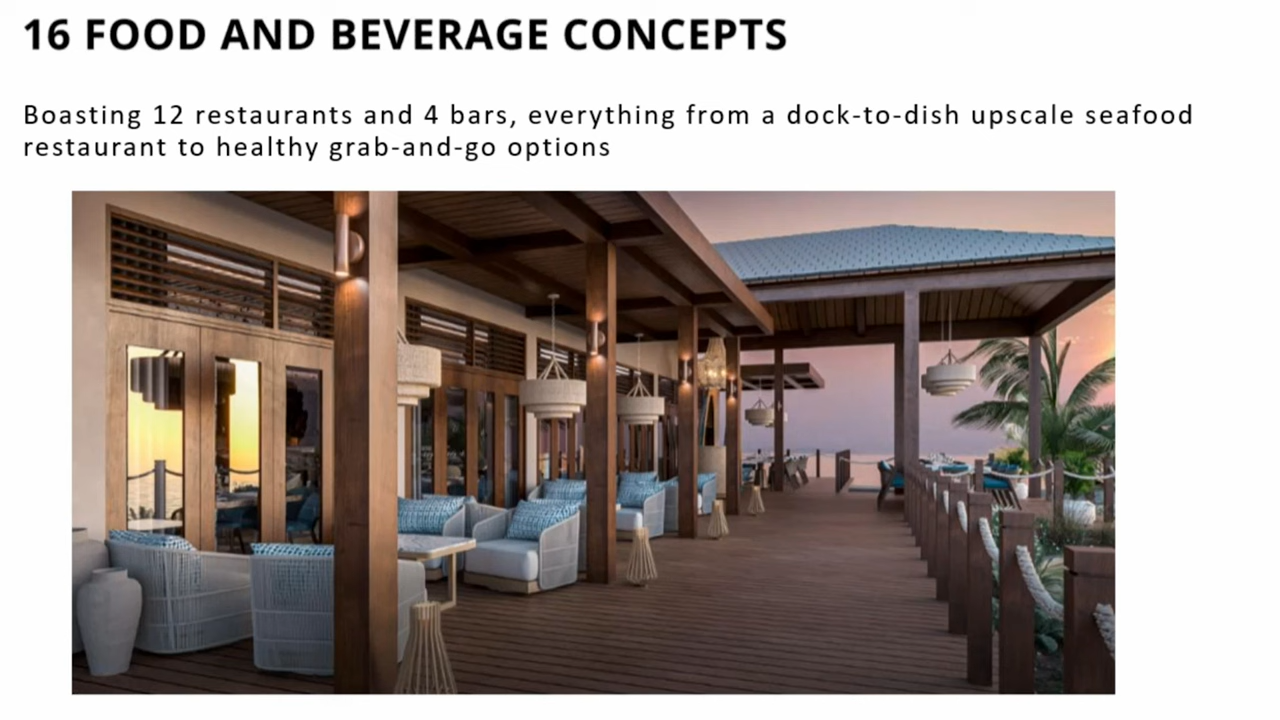 16 FOOD AND BEVERAGE CONCEPTS
Boasting 12 restaurants and 4 bars, everything from a dock-to-dish upscale seafood
restaurant to healthy grab-and-go options